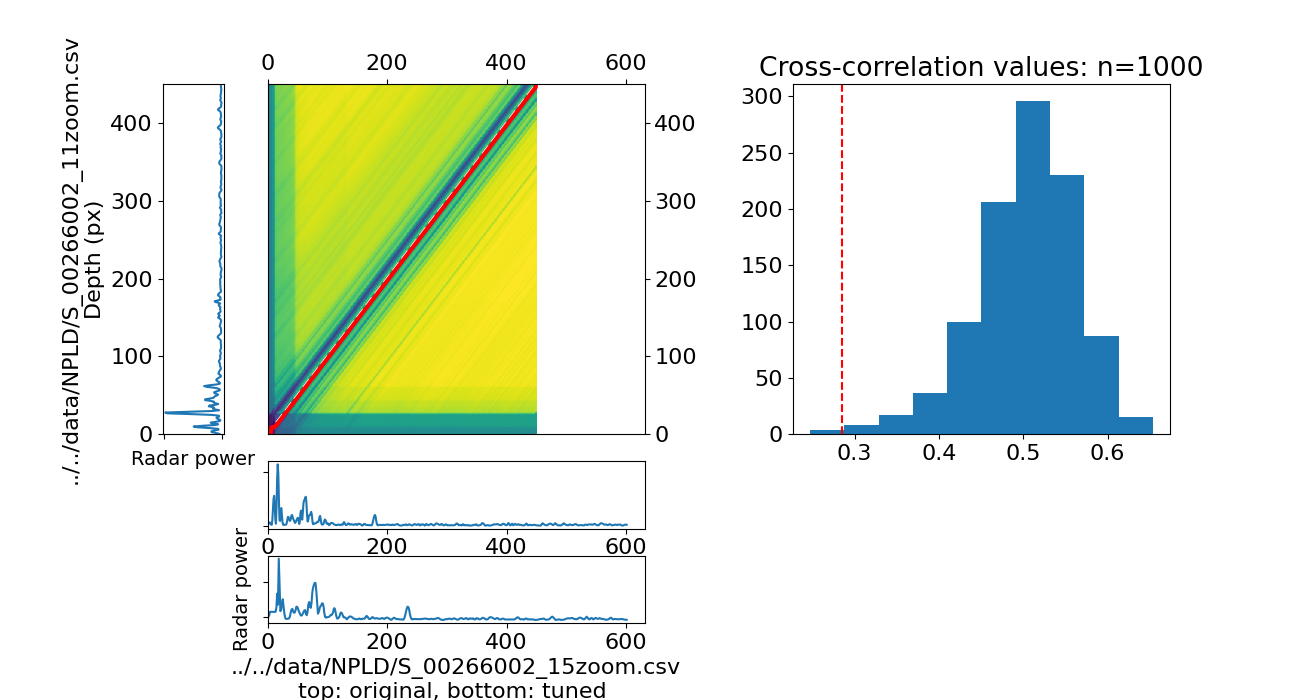 0 200 400 600
Cross-correlation values: n=1000
../../data/NPLD/S_00266002_11zoom.csv
Depth (px)
400
300
200
100
0
400
300
200
100
0
300
250
200
150
100
50
0
0.3 0.4 0.5 0.6
Radar power
0 200 400 600
Radar power
0 200 400 600
../../data/NPLD/S_00266002_15zoom.csv
top: original, bottom: tuned